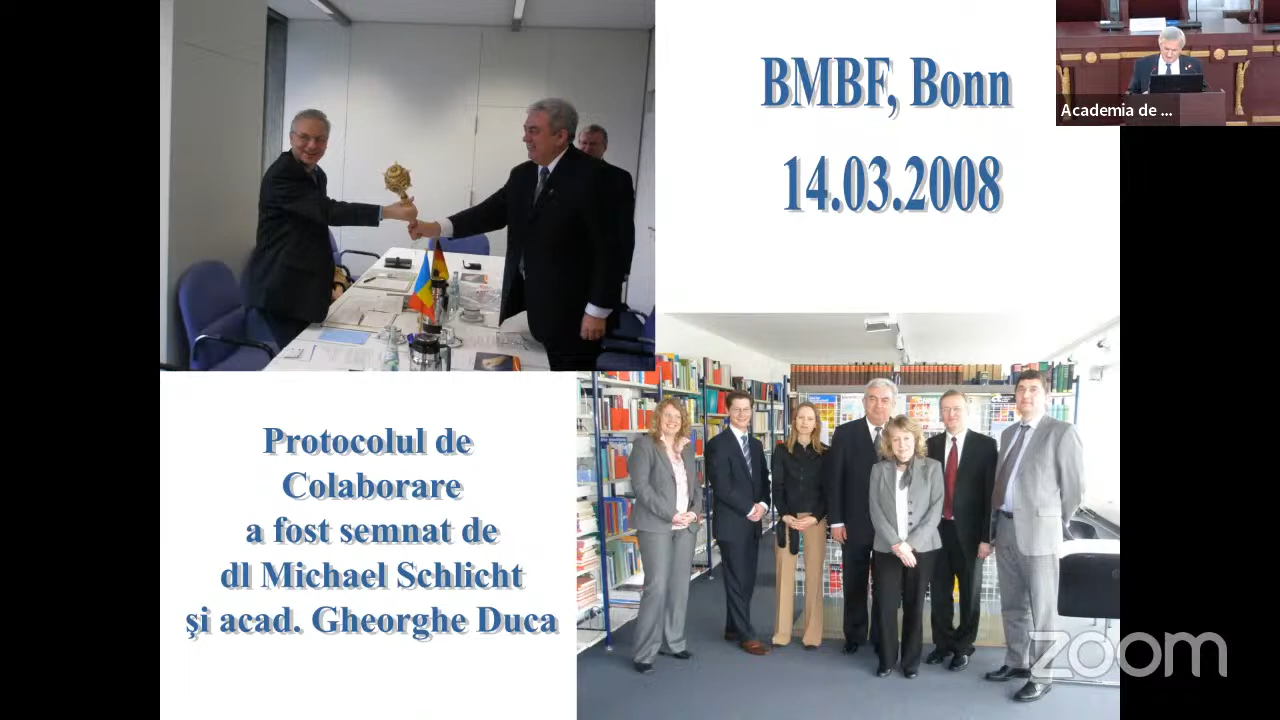 BMBF, Bonn
14.03.2008
Academia de ...
Protocolul de
Colaborare
a fost semnat de
dl Michael Schlicht
şi acad. Gheorghe Duca
zoom